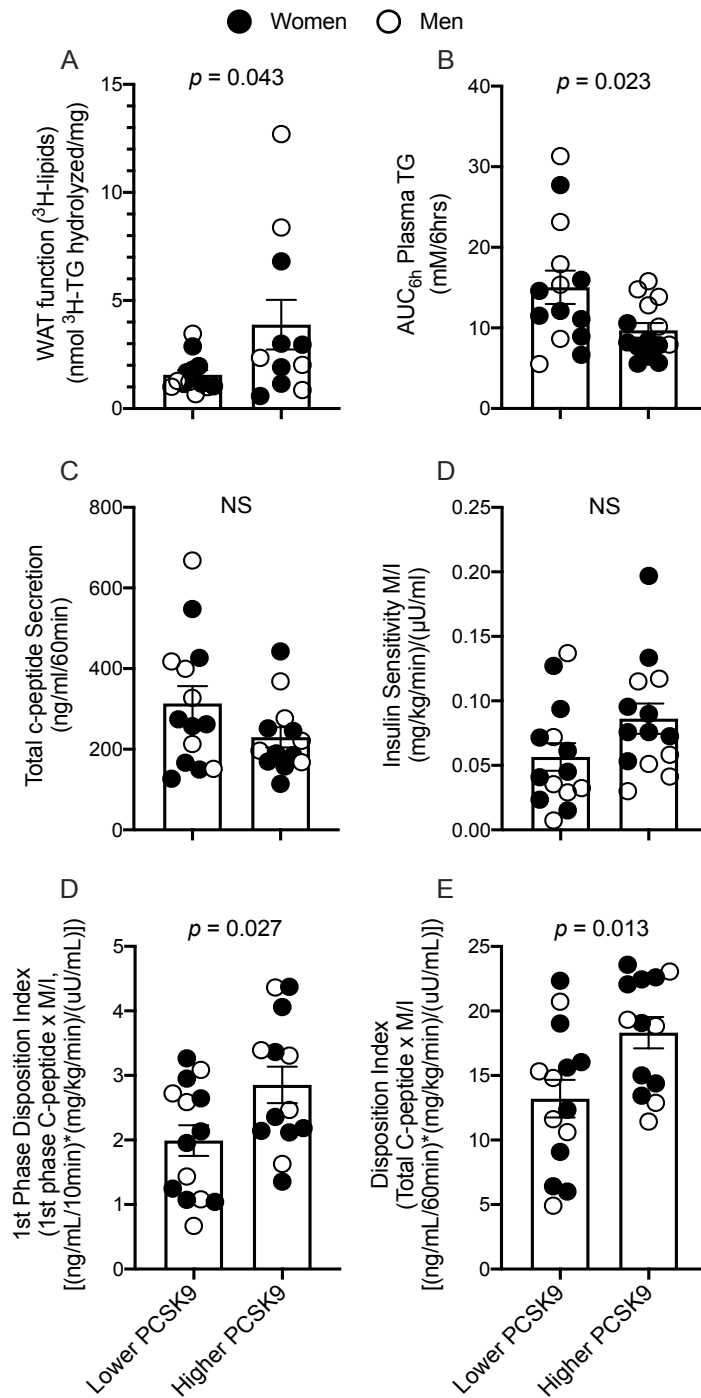 Women Men
A
p = 0.043
WAT function (³H-lipids)
(nmol ³H-TG hydrolyzed/mg)
15
10
5
0
B
p = 0.023
AUC6h Plasma TG
(mM/6hrs)
40
30
20
10
0
C
NS
Total c-peptide Secretion
(ng/ml/60min)
800
600
400
200
0
D
NS
Insulin Sensitivity M/I
(mg/kg/min)/(µU/ml)
0.25
0.20
0.15
0.10
0.05
0.00
D
p = 0.027
1st Phase Disposition Index
(1st phase C-peptide x M/I,
[(ng/mL/10min)*(mg/kg/min)/(uU/mL)])
5
4
3
2
1
0
Lower PCSK9
Higher PCSK9
E
p = 0.013
Disposition Index
(Total C-peptide x M/I
[(ng/mL/60min)*(mg/kg/min)/(uU/mL)])
25
20
15
10
5
0
Lower PCSK9
Higher PCSK9